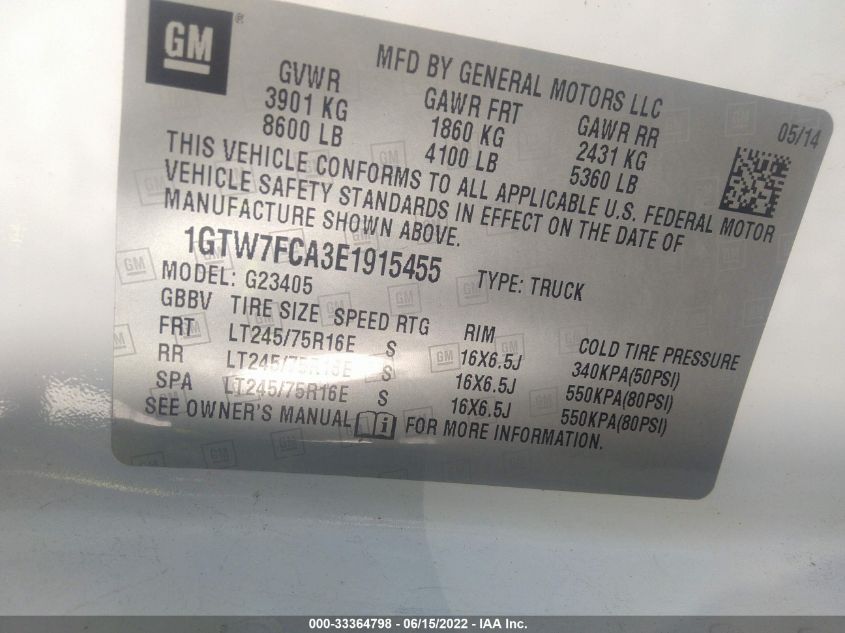 GM ®
MFD BY GENERAL MOTORS LLC
05/14
GVWR GAWR FRT GAWR RR
3901 KG 1860 KG 2431 KG
8600 LB 4100 LB 5360 LB
THIS VEHICLE CONFORMS TO ALL APPLICABLE U.S. FEDERAL MOTOR
VEHICLE SAFETY STANDARDS IN EFFECT ON THE DATE OF
MANUFACTURE SHOWN ABOVE.
1GTW7FCA3E1915455 TYPE: TRUCK
MODEL: G23405
GBBV TIRE SIZE SPEED RTG RIM COLD TIRE PRESSURE
FRT LT245/75R16E S 16X6.5J 340KPA(50PSI)
RR LT245/75R16E S 16X6.5J 550KPA(80PSI)
SPA LT245/75R16E S 16X6.5J 550KPA(80PSI)
SEE OWNER'S MANUAL i FOR MORE INFORMATION.
000-33364798 - 06/15/2022 - IAA Inc.